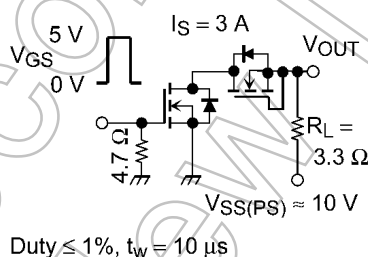 5 V
VGS
0 V
IS = 3 A
VOUT
4.7 Ω
RL =
3.3 Ω
VSS(PS) ≈ 10 V
Duty ≤ 1%, tw = 10 μs